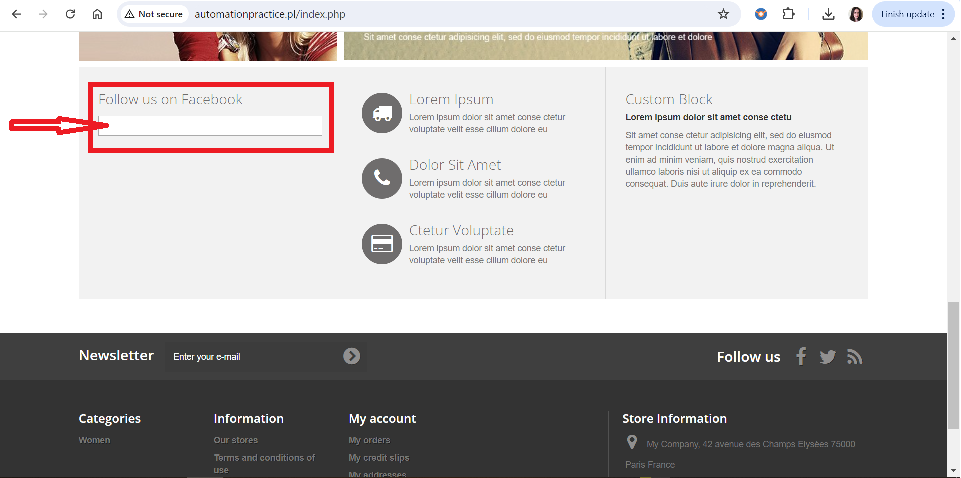 Not secure
automationpractice.pl/index.php
Finish update
Sit amet conse ctetur adipisicing elit, sed do eiusmod tempor incididunt ut labore et dolore
Follow us on Facebook
Lorem Ipsum
Lorem ipsum dolor sit amet conse ctetur
voluptate velit esse cillum dolore eu
Dolor Sit Amet
Lorem ipsum dolor sit amet conse ctetur
voluptate velit esse cillum dolore eu
Ctetur Voluptate
Lorem ipsum dolor sit amet conse ctetur
voluptate velit esse cillum dolore eu
Custom Block
Lorem ipsum dolor sit amet conse ctetu
Sit amet conse ctetur adipisicing elit, sed do eiusmod
tempor incididunt ut labore et dolore magna aliqua. Ut
enim ad minim veniam, quis nostrud exercitation
ullamco laboris nisi ut aliquip ex ea commodo
consequat. Duis aute irure dolor in reprehenderit.
Newsletter
Enter your e-mail
Follow us
Categories
Women
Information
Our stores
Terms and conditions of
use
My account
My orders
My credit slips
My addresses
Store Information
My Company, 42 avenue des Champs Elysées 75000
Paris France